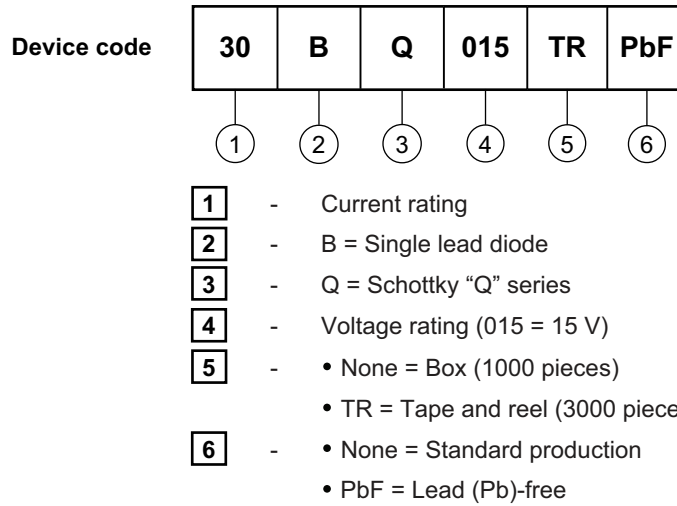 Device code 30 B Q 015 TR PbF
1 2 3 4 5 6
1 - Current rating
2 - B = Single lead diode
3 - Q = Schottky “Q” series
4 - Voltage rating (015 = 15 V)
5 - • None = Box (1000 pieces)
• TR = Tape and reel (3000 piece
6 - • None = Standard production
• PbF = Lead (Pb)-free